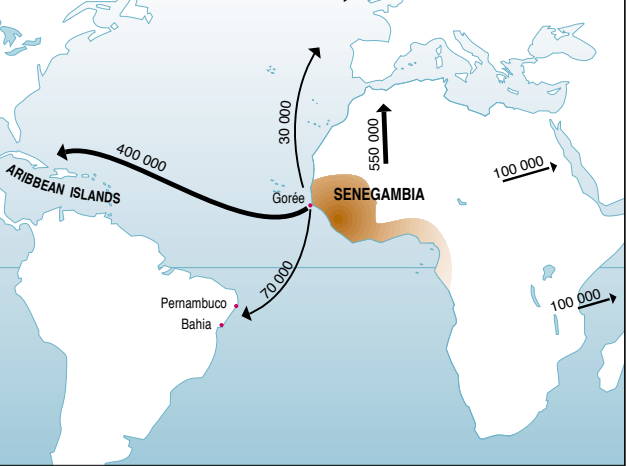 30 000
550 000
400 000
100 000
ARIBBEAN ISLANDS
Gorée
SENEGAMBIA
70 000
Pernambuco
100 000
Bahia